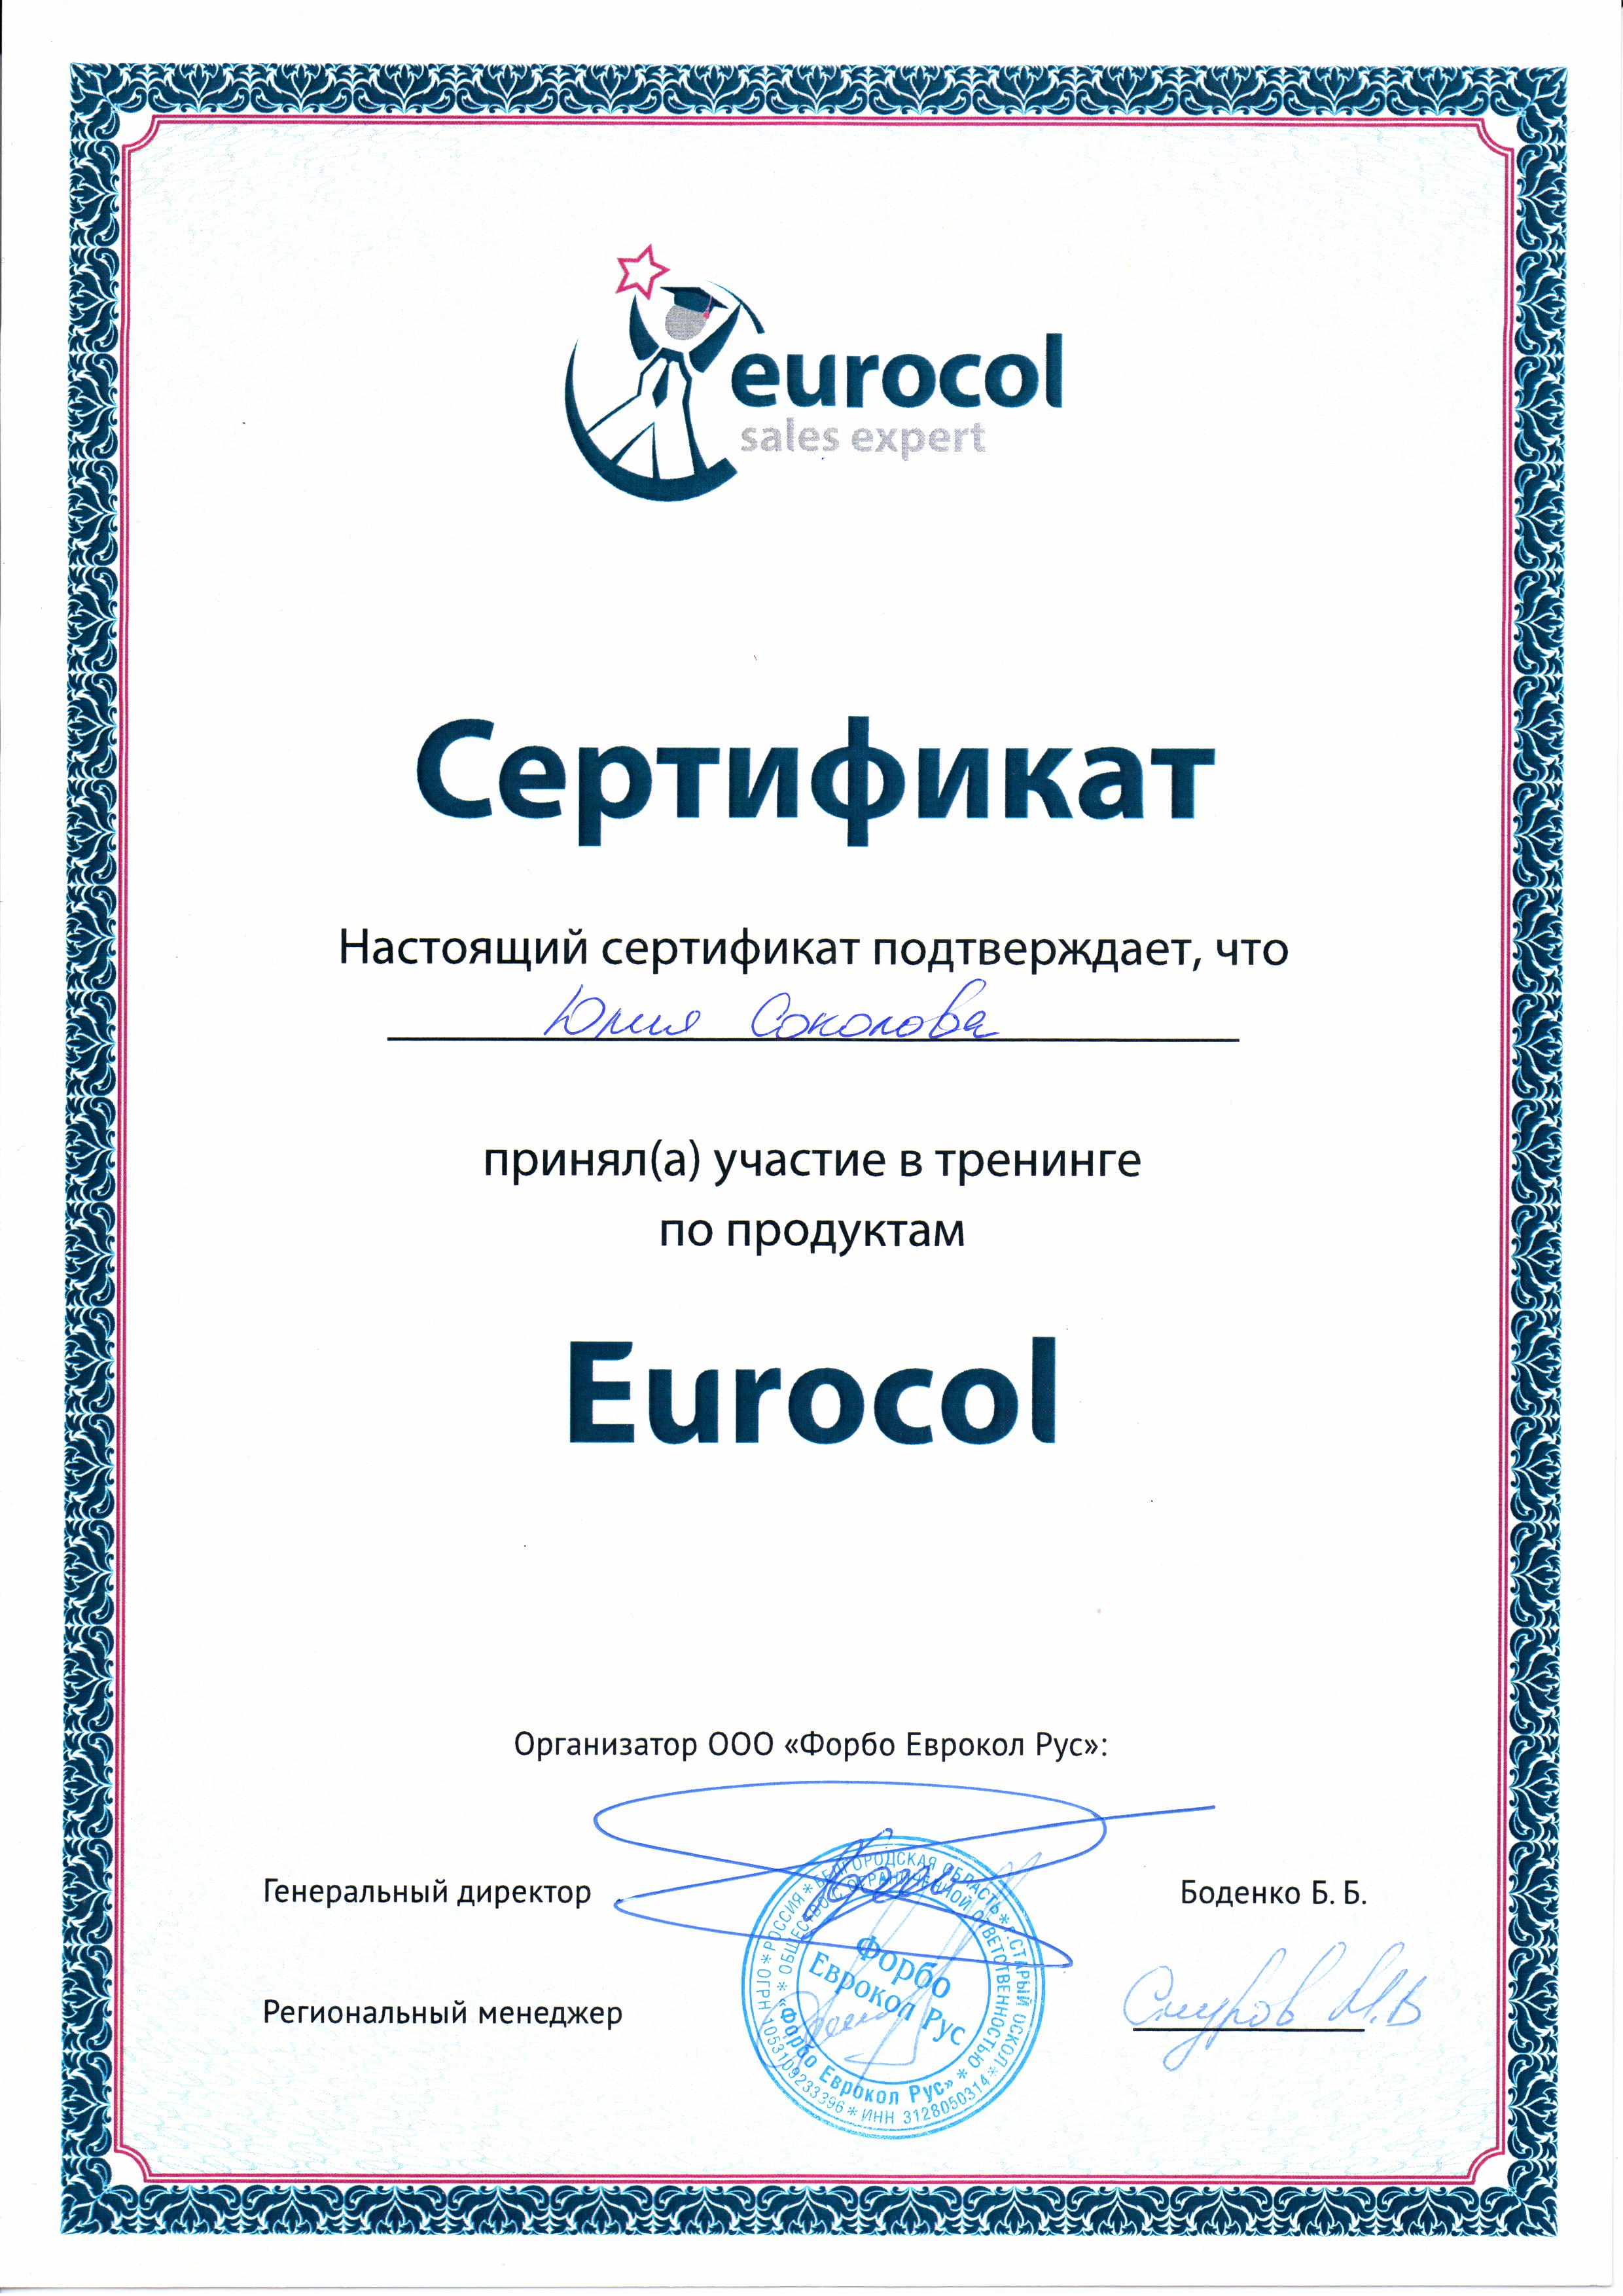 eurocol
sales expert
Сертификат
Настоящий сертификат подтверждает, что
Юлия Соколова
принял(а) участие в тренинге
по продуктам
Eurocol
Организатор ООО «Форбо Еврокол Рус»:
Генеральный директор
Боденко Б. Б.
Региональный менеджер
Смуров М.В
* РОССИЯ * БЕЛГОРОДСКАЯ ОБЛАСТЬ * Г. СТАРЫЙ ОСКОЛ * ИНН 3128050314 * ОГРН 1053109233396
* ОБЩЕСТВО С ОГРАНИЧЕННОЙ ОТВЕТСТВЕННОСТЬЮ * «Форбо Еврокол Рус»
Форбо
Еврокол Рус